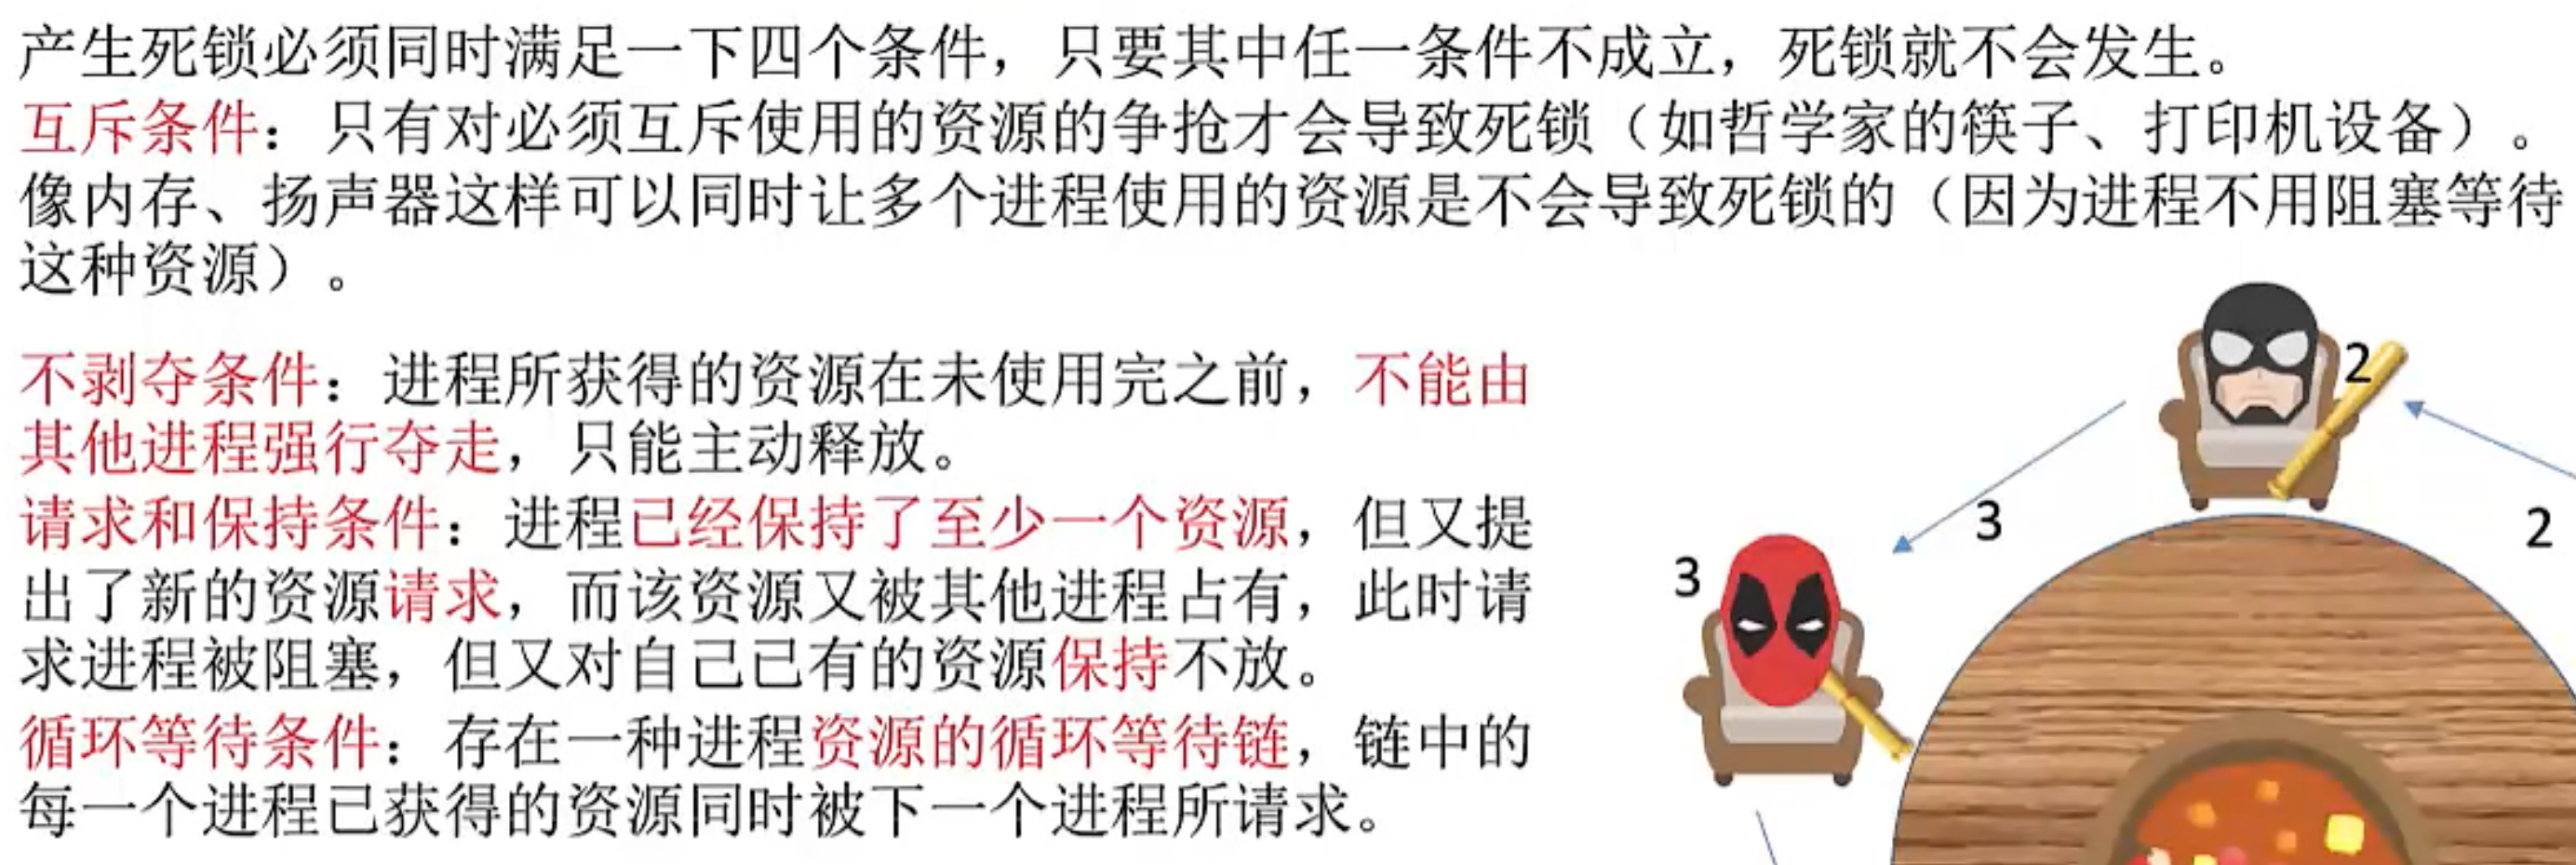 产生死锁必须同时满足一下四个条件，只要其中任一条件不成立，死锁就不会发生。
互斥条件：只有对必须互斥使用的资源的争抢才会导致死锁（如哲学家的筷子、打印机设备）。
像内存、扬声器这样可以同时让多个进程使用的资源是不会导致死锁的（因为进程不用阻塞等待
这种资源）。
不剥夺条件：进程所获得的资源在未使用完之前，不能由
其他进程强行夺走，只能主动释放。
请求和保持条件：进程已经保持了至少一个资源，但又提
出了新的资源请求，而该资源又被其他进程占有，此时请
求进程被阻塞，但又对自己已有的资源保持不放。
循环等待条件：存在一种进程资源的循环等待链，链中的
每一个进程已获得的资源同时被下一个进程所请求。
2
3
2
3